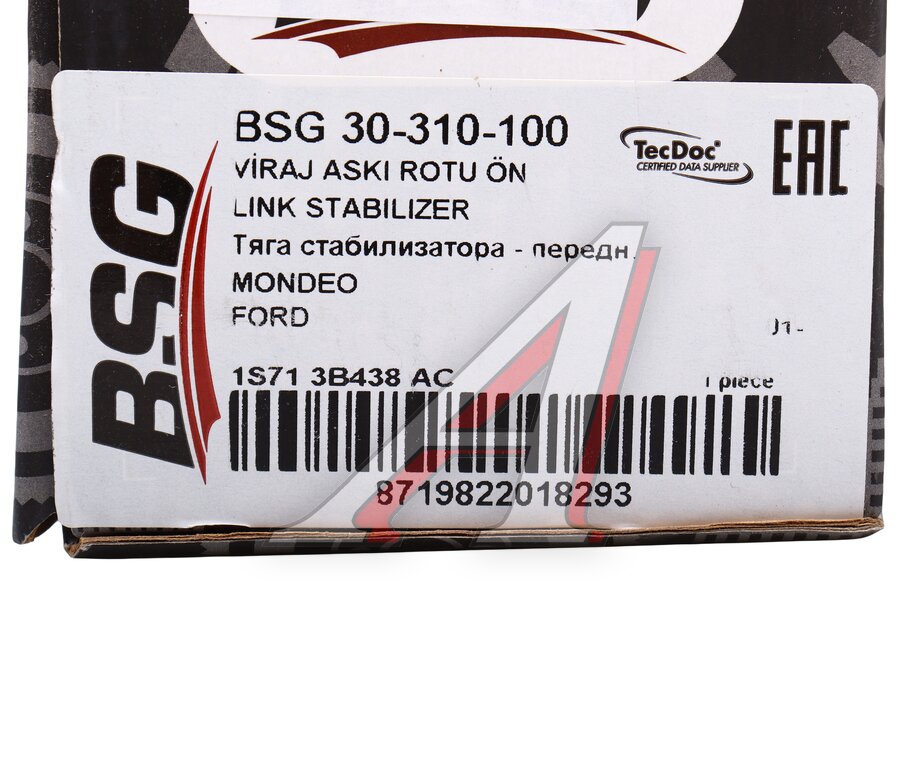 BSG 30-310-100
VİRAJ ASKI ROTU ÖN
LINK STABILIZER
Тяга стабилизатора - передн.
MONDEO
FORD
1S71 3B438 AC
1 piece
8719822018293
BSG
TecDoc
CERTIFIED DATA SUPPLIER
EAC